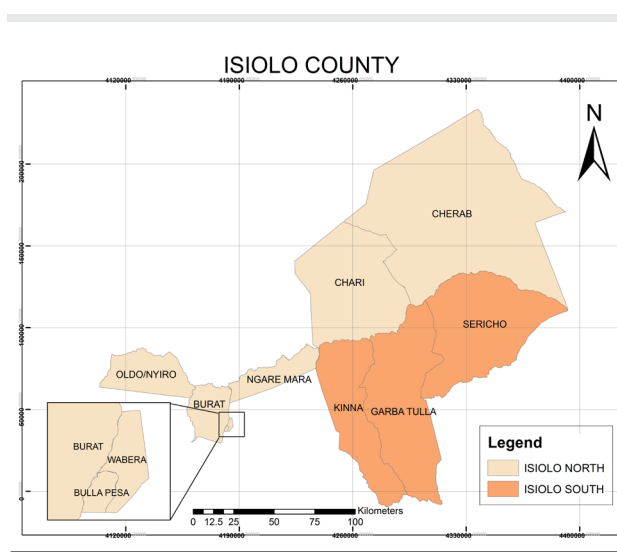 ISIOLO COUNTY
4120000 4190000 4260000 4330000 4400000
N
200000
CHERAB
150000
CHARI
SERICHO
100000
OLDO/NYIRO
NGARE MARA
BURAT
KINNA
GARBA TULLA
50000
BURAT
WABERA
BULLA PESA
Legend
ISIOLO NORTH
ISIOLO SOUTH
0
Kilometers
0 12.5 25 50 75 100
4120000 4190000 4260000 4330000 4400000